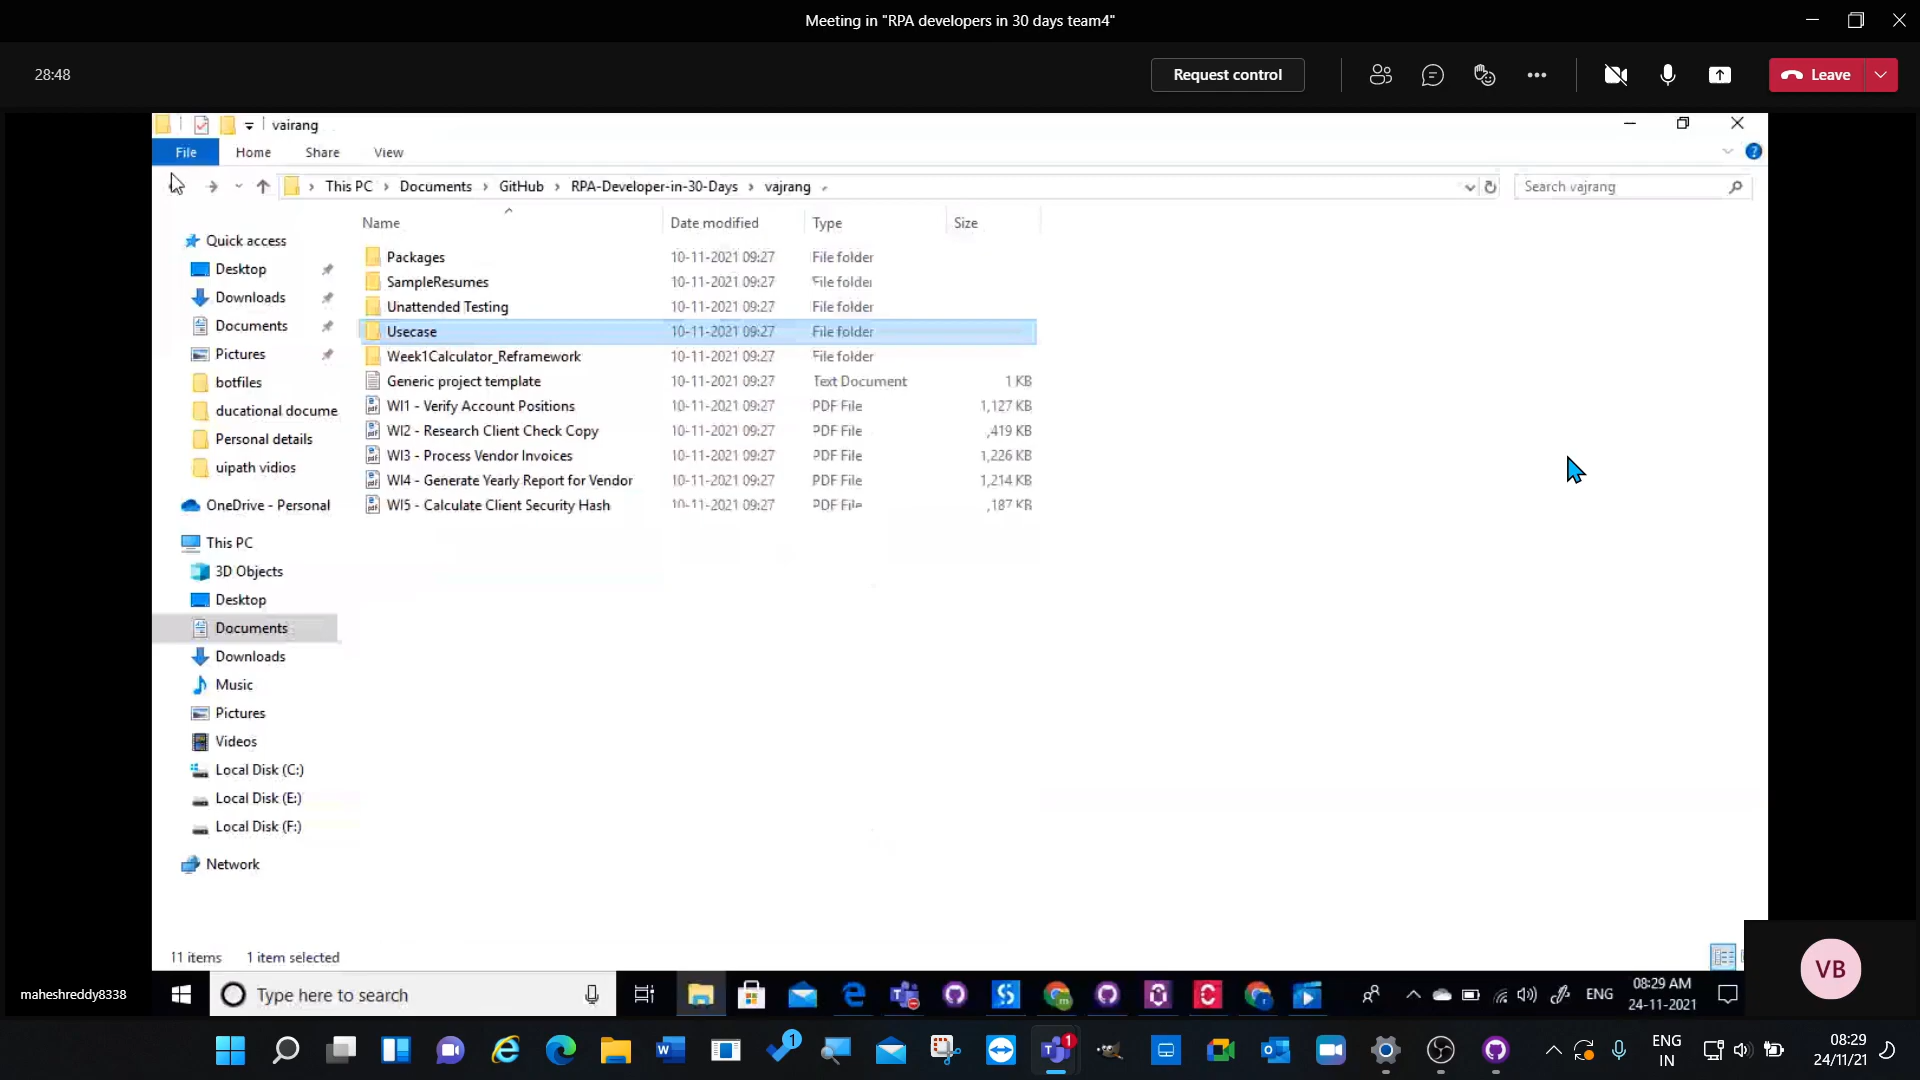 Meeting in "RPA developers in 30 days team4"
28:48
Request control
Leave
vajrang
File Home Share View
This PC › Documents › GitHub › RPA-Developer-in-30-Days › vajrang
Search vajrang
Name Date modified Type Size
Quick access
Desktop
Downloads
Documents
Pictures
botfiles
ducational docume
Personal details
uipath vidios
OneDrive - Personal
This PC
3D Objects
Desktop
Documents
Downloads
Music
Pictures
Videos
Local Disk (C:)
Local Disk (E:)
Local Disk (F:)
Network
Packages 10-11-2021 09:27 File folder
SampleResumes 10-11-2021 09:27 File folder
Unattended Testing 10-11-2021 09:27 File folder
Usecase 10-11-2021 09:27 File folder
Week1Calculator_Reframework 10-11-2021 09:27 File folder
Generic project template 10-11-2021 09:27 Text Document 1 KB
WI1 - Verify Account Positions 10-11-2021 09:27 PDF File 1,127 KB
WI2 - Research Client Check Copy 10-11-2021 09:27 PDF File ,419 KB
WI3 - Process Vendor Invoices 10-11-2021 09:27 PDF File 1,226 KB
WI4 - Generate Yearly Report for Vendor 10-11-2021 09:27 PDF File 1,214 KB
WI5 - Calculate Client Security Hash 10-11-2021 09:27 PDF File ,187 KB
11 items 1 item selected
VB
maheshreddy8338
Type here to search
ENG
08:29 AM
24-11-2021
1
1
ENG
IN
08:29
24/11/21